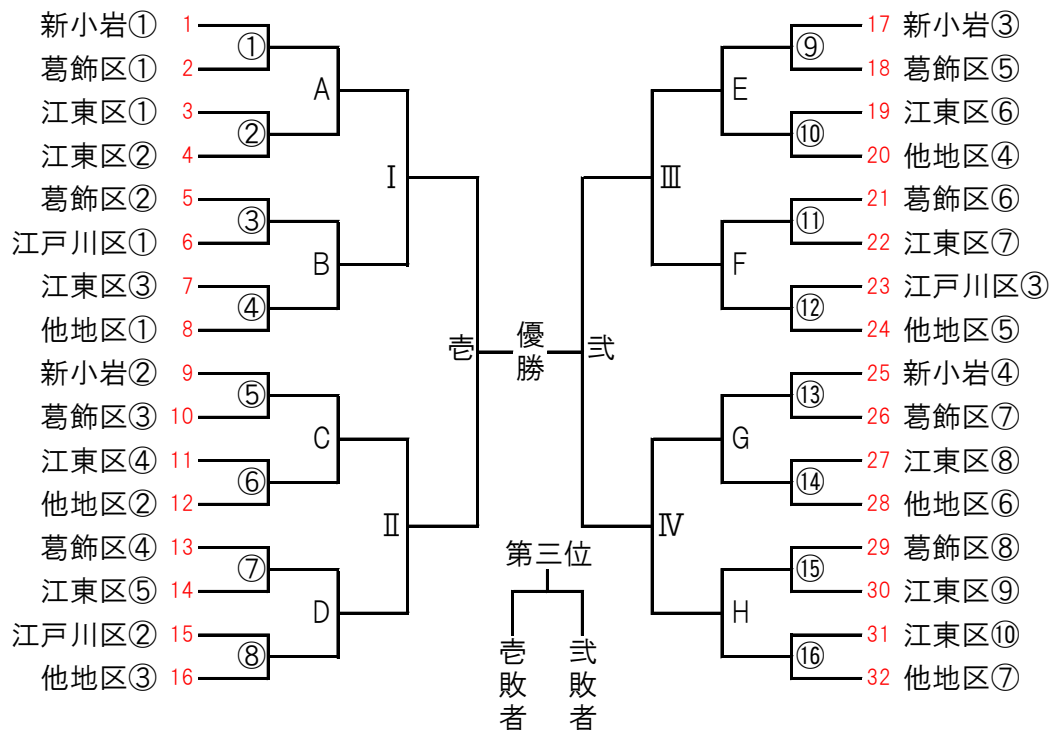 新小岩① 1
葛飾区① 2
江東区① 3
江東区② 4
葛飾区② 5
江戸川区① 6
江東区③ 7
他地区① 8
新小岩② 9
葛飾区③ 10
江東区④ 11
他地区② 12
葛飾区④ 13
江東区⑤ 14
江戸川区② 15
他地区③ 16
①
②
③
④
⑤
⑥
⑦
⑧
A
B
C
D
Ⅰ
Ⅱ
壱
優勝
弐
第三位
壱敗者
弐敗者
Ⅲ
Ⅳ
E
F
G
H
⑨
⑩
⑪
⑫
⑬
⑭
⑮
⑯
17 新小岩③
18 葛飾区⑤
19 江東区⑥
20 他地区④
21 葛飾区⑥
22 江東区⑦
23 江戸川区③
24 他地区⑤
25 新小岩④
26 葛飾区⑦
27 江東区⑧
28 他地区⑥
29 葛飾区⑧
30 江東区⑨
31 江東区⑩
32 他地区⑦